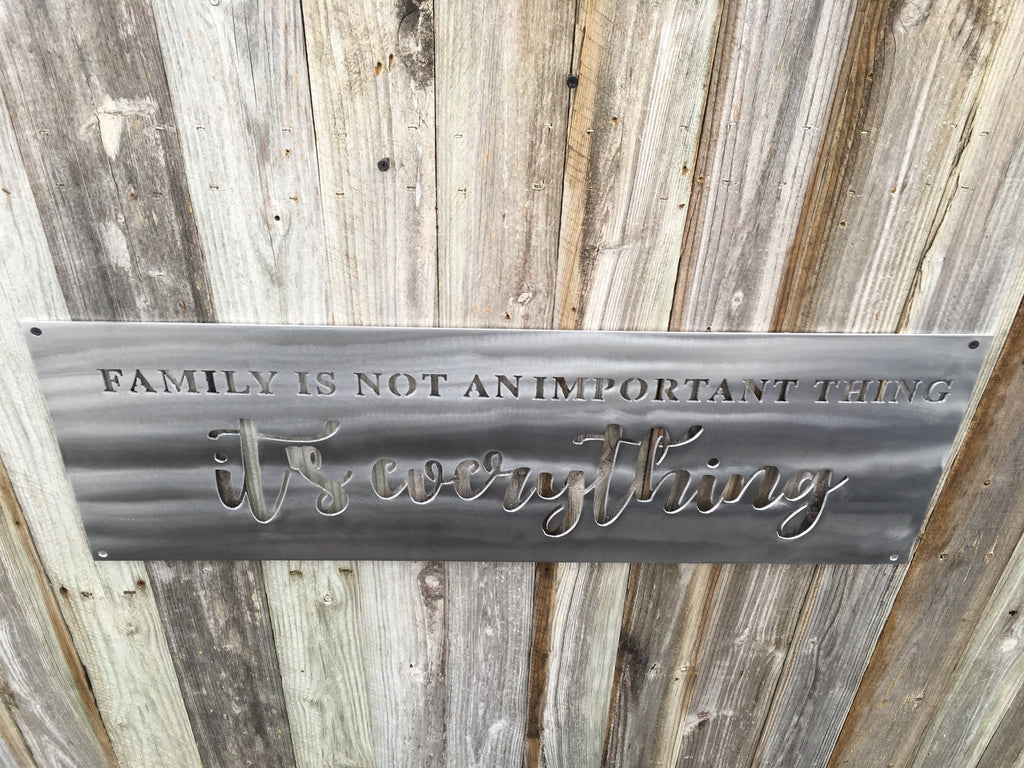 FAMILY IS NOT AN IMPORTANT THING
it's everything